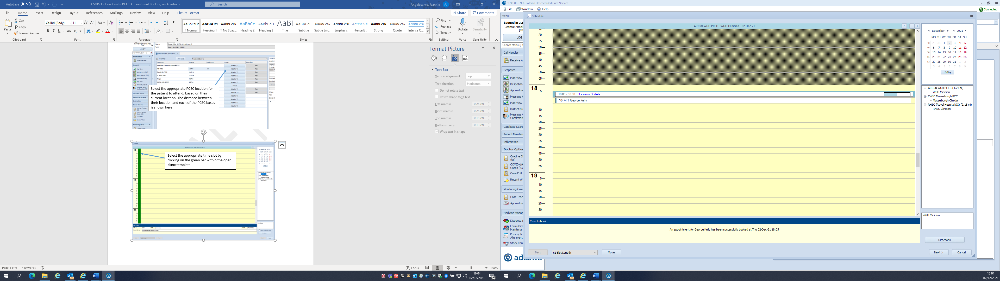 AutoSave Off
FCSOP71 - Flow Centre PCEC Appointment Booking on Adastra
Search
Angelosanto, Jeannie AJ
File Home Insert Design Layout References Mailings Review View Help Picture Format
Share Comments
Paste
Cut
Copy
Format Painter
Calibri (Body) 11
AaBbCcDc AaBbCcDc AaBbCcDc AaBbCc AaBbCcD AaBl AaBbCcD AaBbCcDc AaBbCcDc AaBbCcDc AaBbCcDc AaBbCcDc AaBbCcDc
¶ Normal Heading 1 ¶ No Spac... Heading 2 Heading 3 Title Subtitle Subtle Em... Emphasis Intense E... Strong Quote Intense Q...
Find
Replace
Select
Dictate
Sensitivity
Clipboard Font Paragraph Styles Editing Voice Sensitivity
Select the appropriate PCEC location for
the patient to attend, based on their
current location. The distance between
their location and each of the PCEC bases
is shown here
Select the appropriate time slot by
clicking on the green bar within the open
clinic template
Format Picture
Text Box
Vertical alignment Top
Text direction Horizontal
Do not rotate text
Resize shape to fit text
Left margin 0.25 cm
Right margin 0.25 cm
Top margin 0.13 cm
Bottom margin 0.13 cm
Wrap text in shape
Page 4 of 9 440 words
Focus
100%
16:04
02/12/2021
3.38.00 - NHS Lothian Unscheduled Care Service
File Window Help
Connected
Menu
Logged in as:
Jeannie Angel
[28
LOG
Search Menu (Ct
Call Handler
Receive A
Despatch
Map View
Despatch.
Appointme
Message H
Map View
District Nu
Message V
Confirmati
Database Searc
Patient Mainten
Information
Doctor Option
On-Line Cl
(68)
COVID-19
Cases (65
Case Edit
Recent Wo
Monitoring Case
Case Trac
Appointme
Medicine Manag
Dispense S
Formulary
Maintenan
Prescriptio
Alignment
Stock Con
adastra
Schedule
ARC @ WGH PCEC - WGH Clinician - 02-Dec-21
20
25
30
35
40
45
50
55
18
5
18:05 - 18:10 1 cases 2 slots
10474 T George Kelly
10
15
20
25
30
35
40
45
50
55
19
5
10
15
20
25
30
Case to book...
An appointment for George Kelly has been successfully booked at Thu 02-Dec-21 18:05
Text x1 Slot Length Move
December 2021
MO TU WE TH FR SA SU
48 29 30 1 2 3 4 5
49 6 7 8 9 10 11 12
50 13 14 15 16 17 18 19
51 20 21 22 23 24 25 26
52 27 28 29 30 31 1 2
1 3 4 5 6 7 8 9
Today
ARC @ WGH PCEC (4.27 mi)
WGH Clinician
CWIC Musselburgh PCC
Musselburgh Clinician
RHSC (Royal Hospital SC) (2.15 mi)
RHSC Clinician
WGH Clinician
Directions
Next > Cancel
16:04
02/12/2021